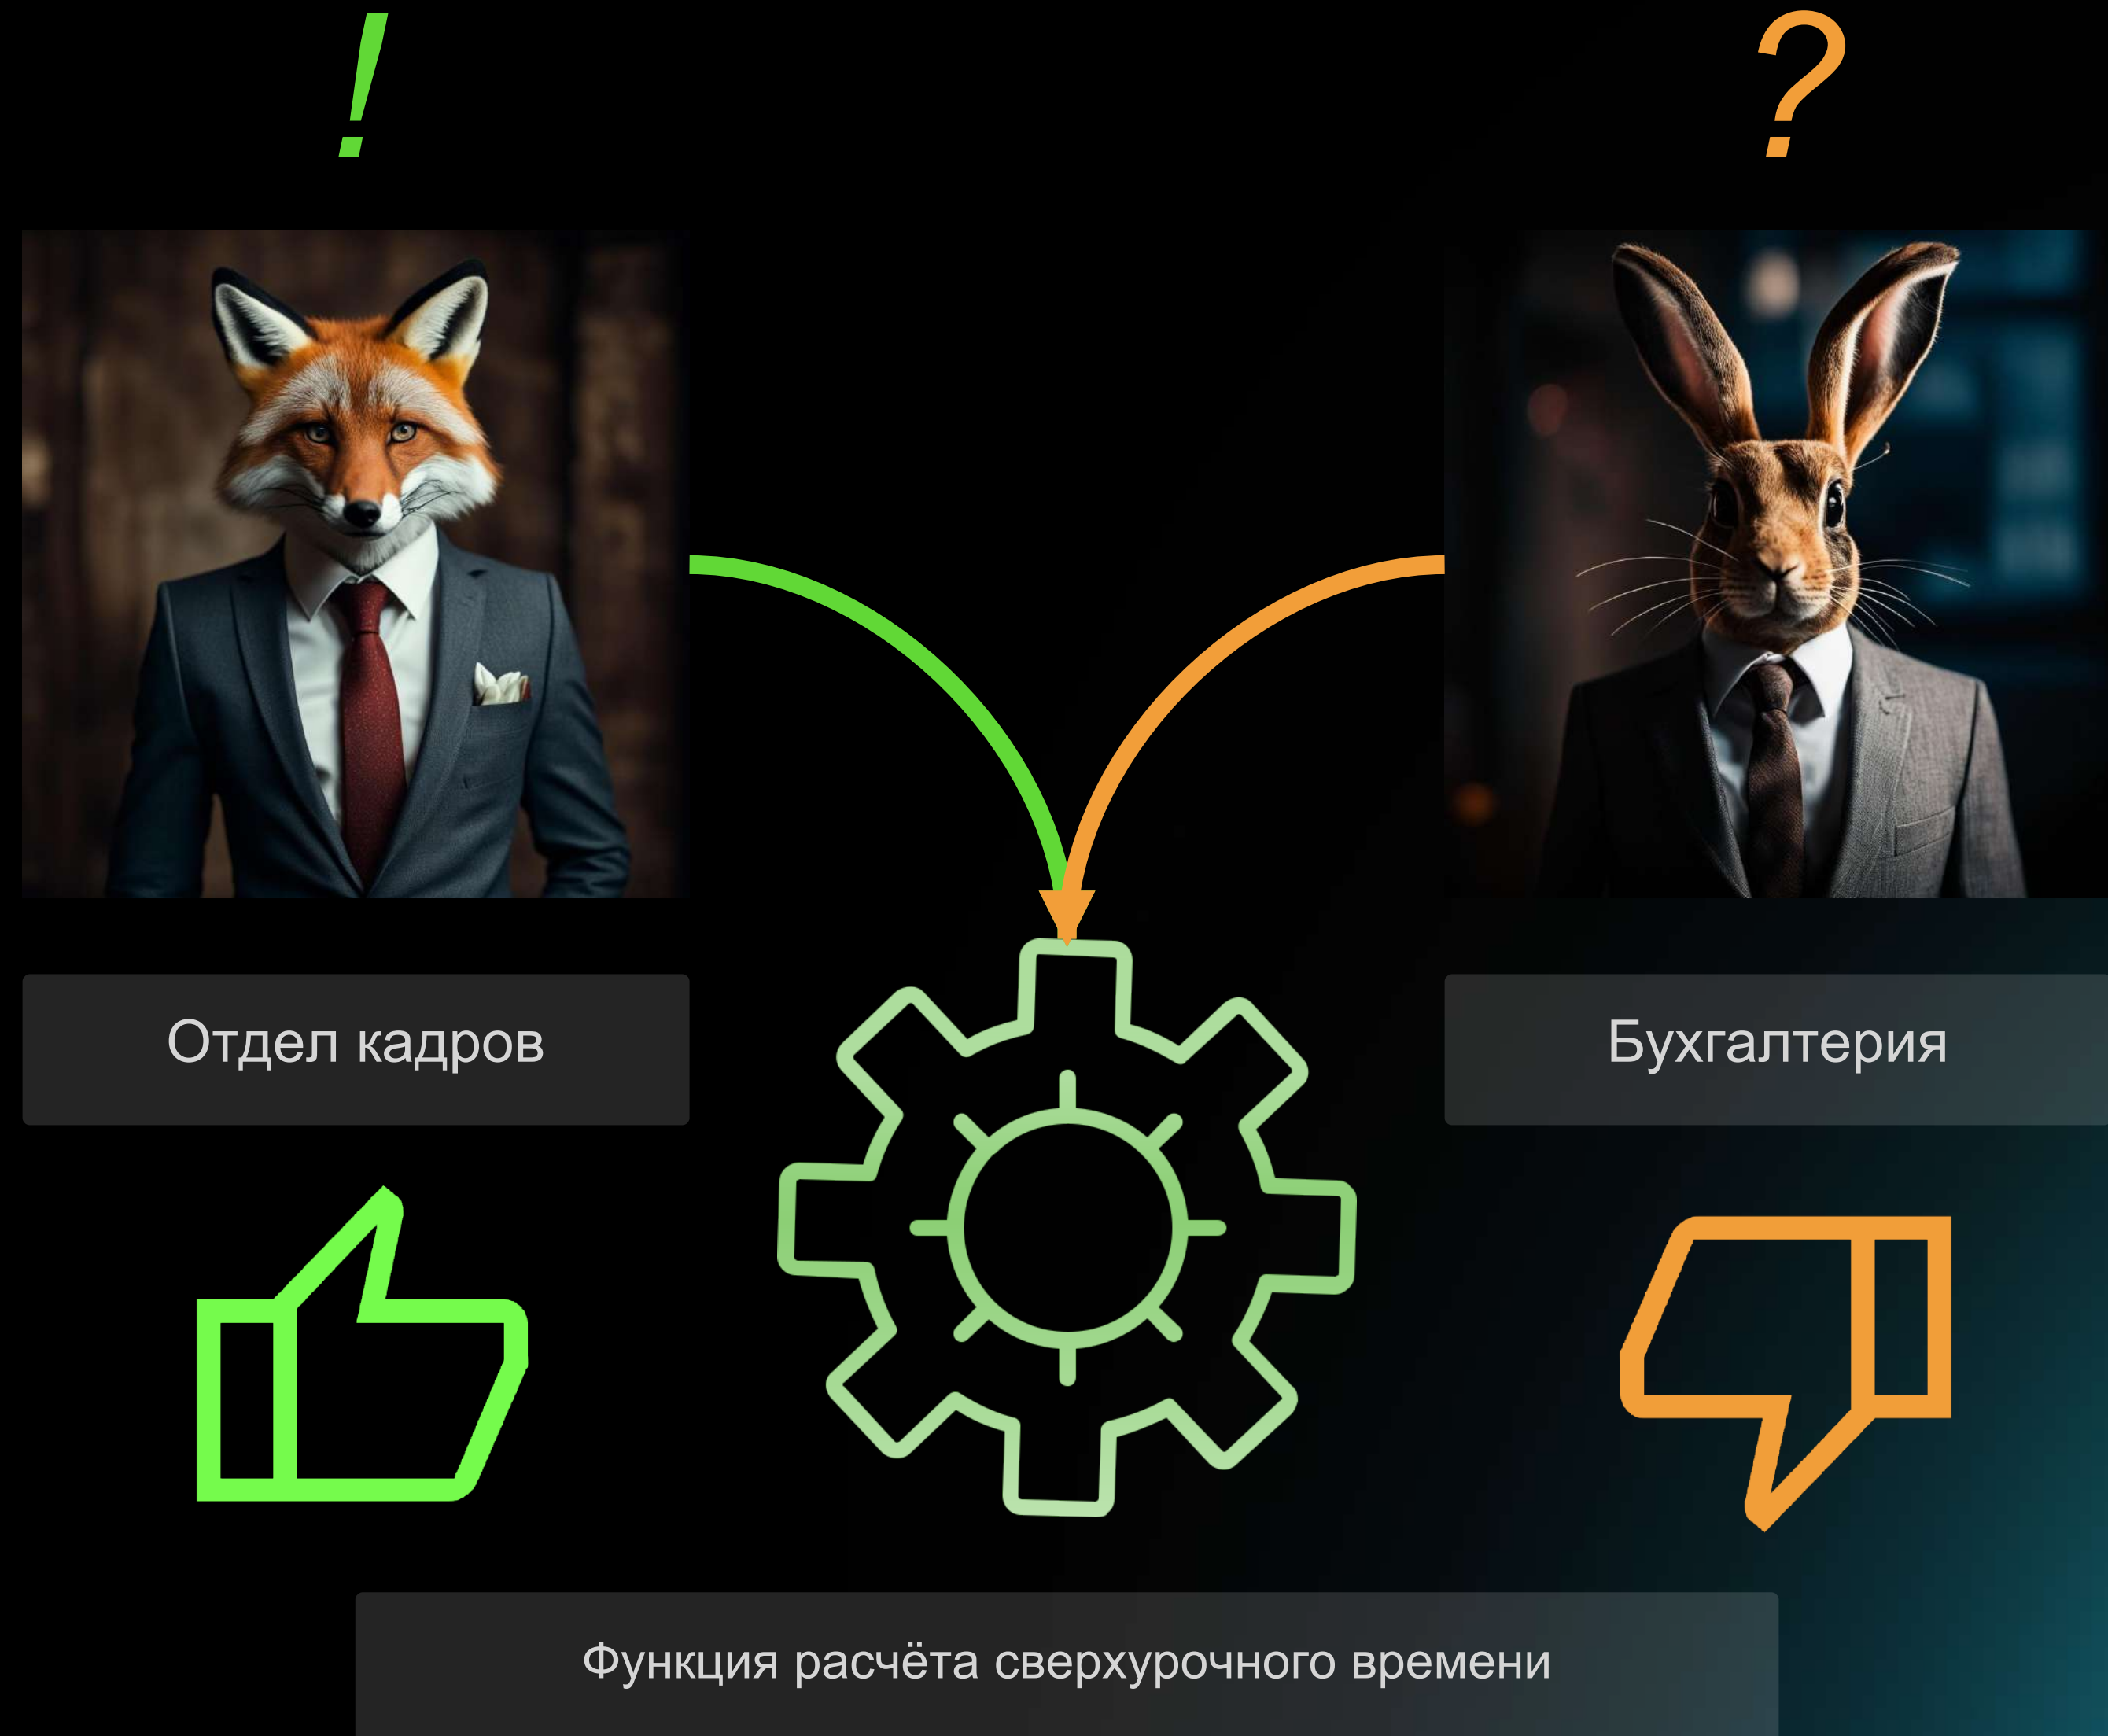 !
?
Отдел кадров
Бухгалтерия
Функция расчёта сверхурочного времени